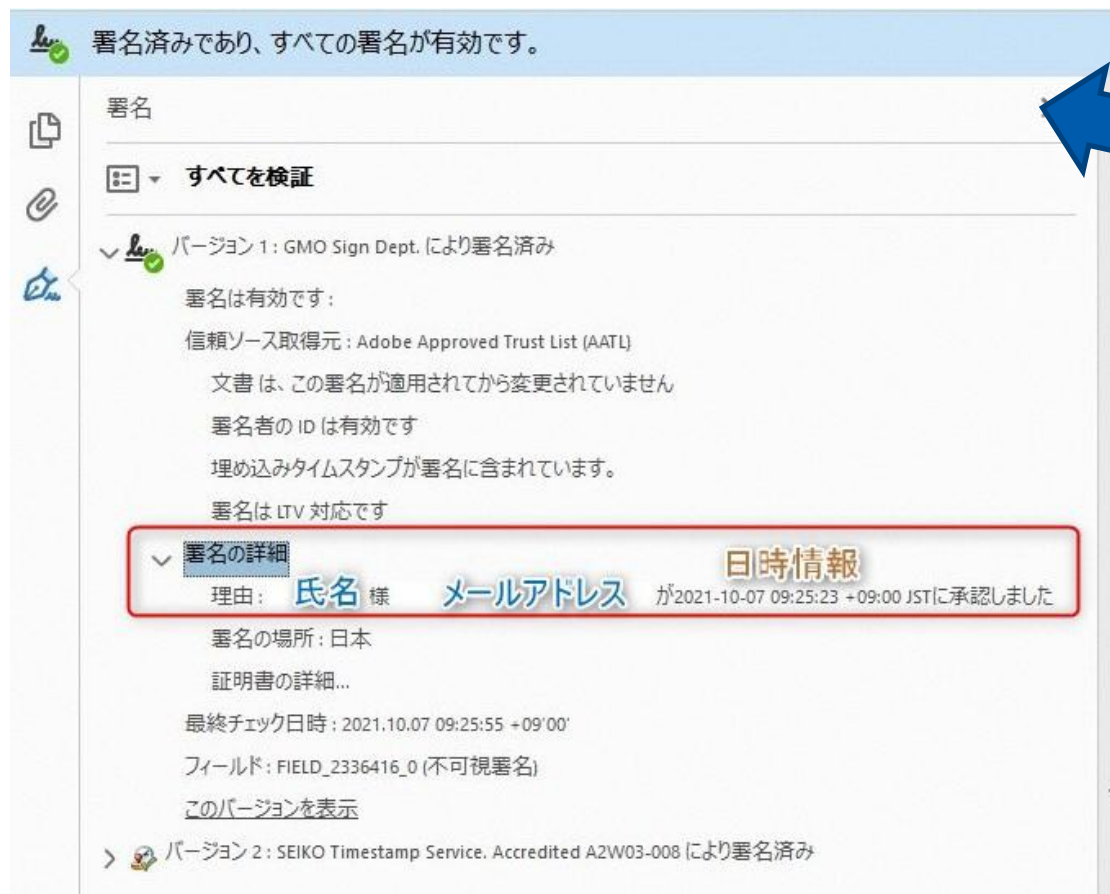 署名済みであり、すべての署名が有効です。
署名
すべてを検証
バージョン 1 : GMO Sign Dept. により署名済み
署名は有効です :
信頼ソース取得元 : Adobe Approved Trust List (AATL)
文書 は、この署名が適用されてから変更されていません
署名者の ID は有効です
埋め込みタイムスタンプが署名に含まれています。
署名は LTV 対応です
署名の詳細
日時情報
理由 : 氏名 様 メールアドレス が2021-10-07 09:25:23 +09:00 JSTに承認しました
署名の場所 : 日本
証明書の詳細...
最終チェック日時 : 2021.10.07 09:25:55 +09'00'
フィールド : FIELD_2336416_0 (不可視署名)
このバージョンを表示
バージョン 2 : SEIKO Timestamp Service. Accredited A2W03-008 により署名済み